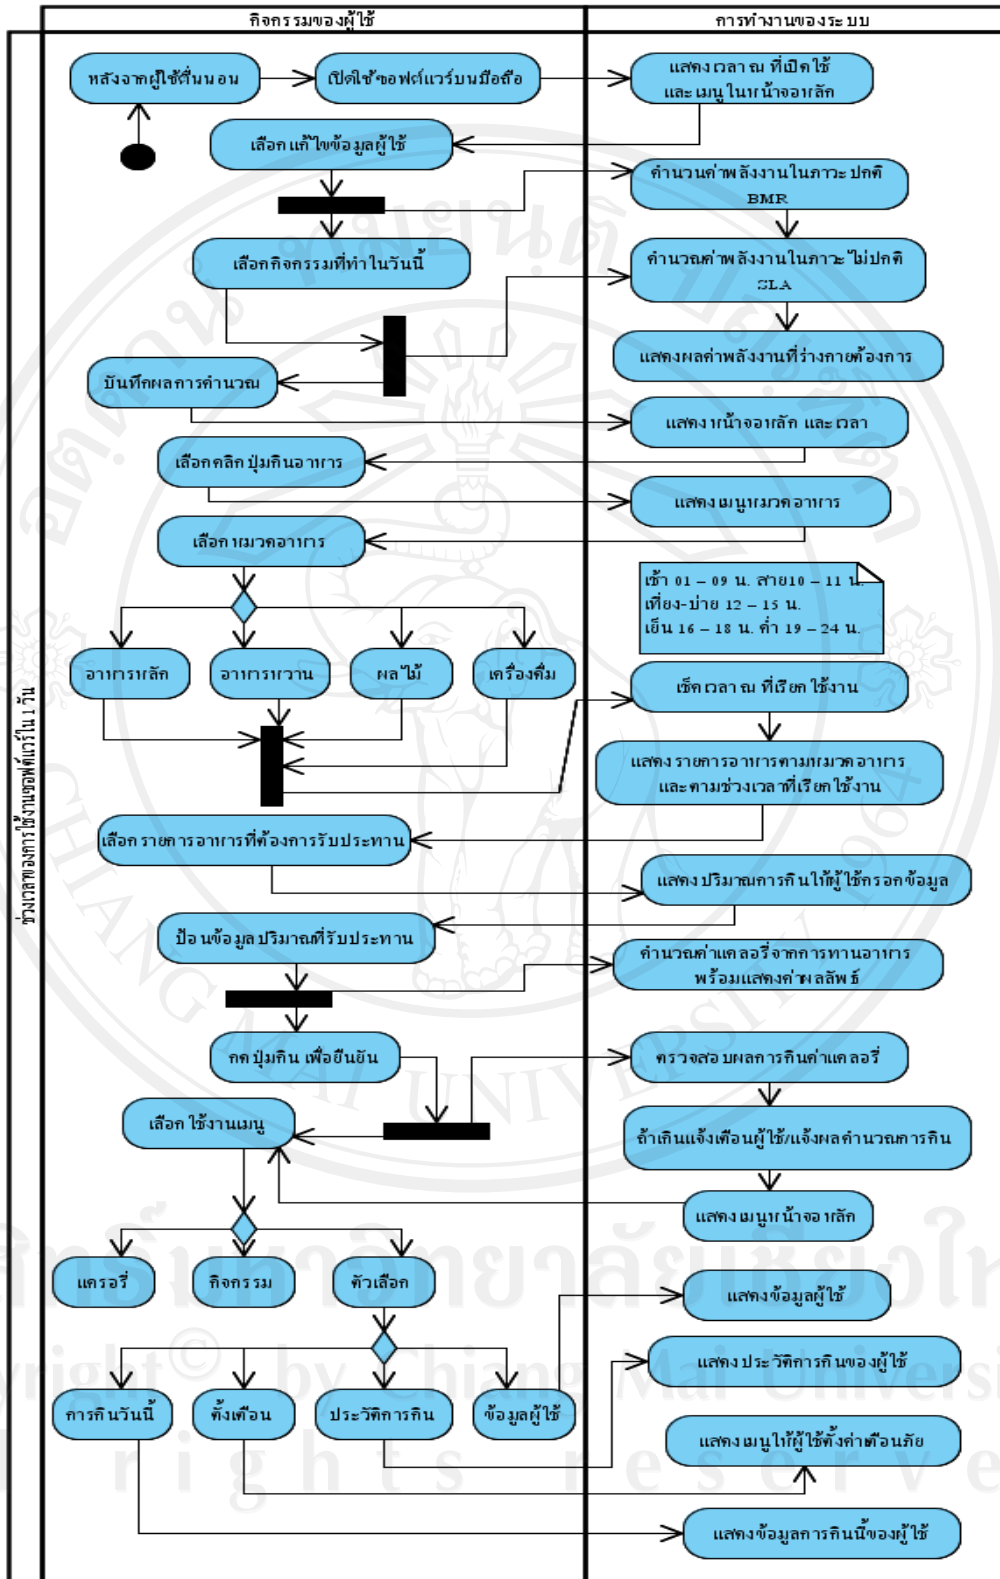 กิจกรรมของผู้ใช้
การทำงานของระบบ
ช่วงเวลาของการใช้งานซอฟต์แวร์ใน 1 วัน
หลังจากผู้ใช้ตื่นนอน
เปิดใช้ซอฟต์แวร์บนมือถือ
แสดงเวลา ณ ที่เปิดใช้
และเมนูในหน้าจอหลัก
เลือกแก้ไขข้อมูลผู้ใช้
คำนวนค่าพลังงานในภาวะปกติ
BMR
เลือกกิจกรรมที่ทำในวันนี้
คำนวณค่าพลังงานในภาวะไม่ปกติ
SLA
แสดงผลค่าพลังงานที่ร่างกายต้องการ
บันทึกผลการคำนวณ
แสดงหน้าจอหลัก และเวลา
เลือกคลิกปุ่มกินอาหาร
แสดงเมนูหมวดอาหาร
เลือกหมวดอาหาร
เช้า 01 – 09 น. สาย10 – 11 น.
เที่ยง-บ่าย 12 – 15 น.
เย็น 16 – 18 น. ค่ำ 19 – 24 น.
อาหารหลัก
อาหารหวาน
ผลไม้
เครื่องดื่ม
เช็คเวลา ณ ที่เรียกใช้งาน
แสดงรายการอาหารตามหมวดอาหาร
และตามช่วงเวลาที่เรียกใช้งาน
เลือกรายการอาหารที่ต้องการรับประทาน
แสดงปริมาณการกินให้ผู้ใช้กรอกข้อมูล
ป้อนข้อมูลปริมาณที่รับประทาน
คำนวณค่าแคลอรี่จากการทานอาหาร
พร้อมแสดงค่าผลลัพธ์
กดปุ่มกิน เพื่อยืนยัน
ตรวจสอบผลการกินค่าแคลอรี่
เลือกใช้งานเมนู
ถ้าเกินแจ้งเตือนผู้ใช้/แจ้งผลคำนวณการกิน
แสดงเมนูหน้าจอหลัก
แครอรี่
กิจกรรม
ตัวเลือก
แสดงข้อมูลผู้ใช้
แสดงประวัติการกินของผู้ใช้
การกินวันนี้
ตั้งเตือน
ประวัติการกิน
ข้อมูลผู้ใช้
แสดงเมนูให้ผู้ใช้ตั้งค่าเตือนภัย
แสดงข้อมูลการกินนี้ของผู้ใช้
CHIANG MAI UNIVERSITY 1964
สิทธิ์มหาวิทยาลัยเชียงให
yright © by Chiang Mai Universi
rights reserve